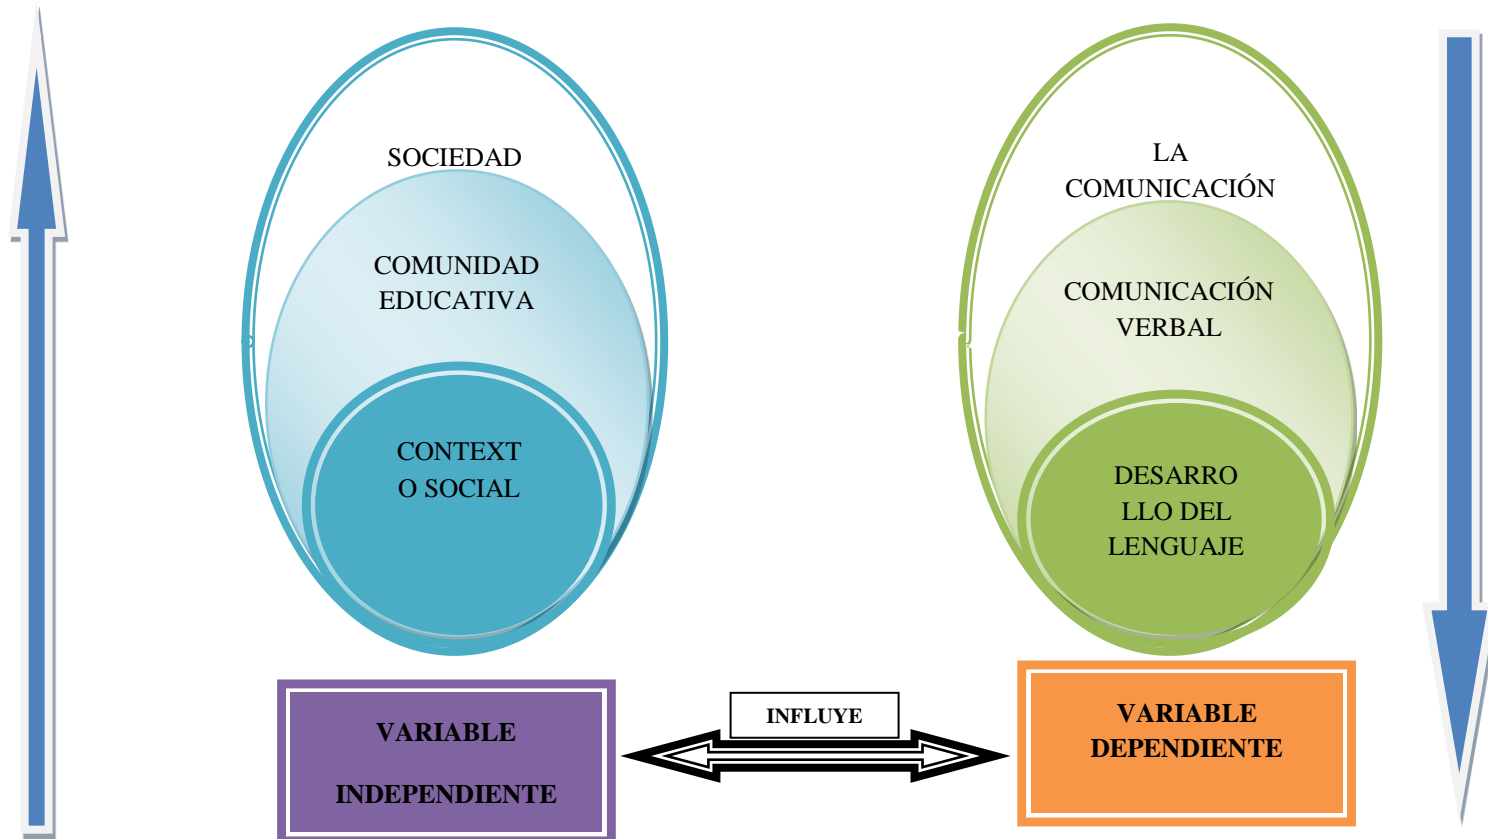 SOCIEDAD
COMUNIDAD
EDUCATIVA
CONTEXT
O SOCIAL
VARIABLE
INDEPENDIENTE
INFLUYE
LA
COMUNICACIÓN
COMUNICACIÓN
VERBAL
DESARRO
LLO DEL
LENGUAJE
VARIABLE
DEPENDIENTE